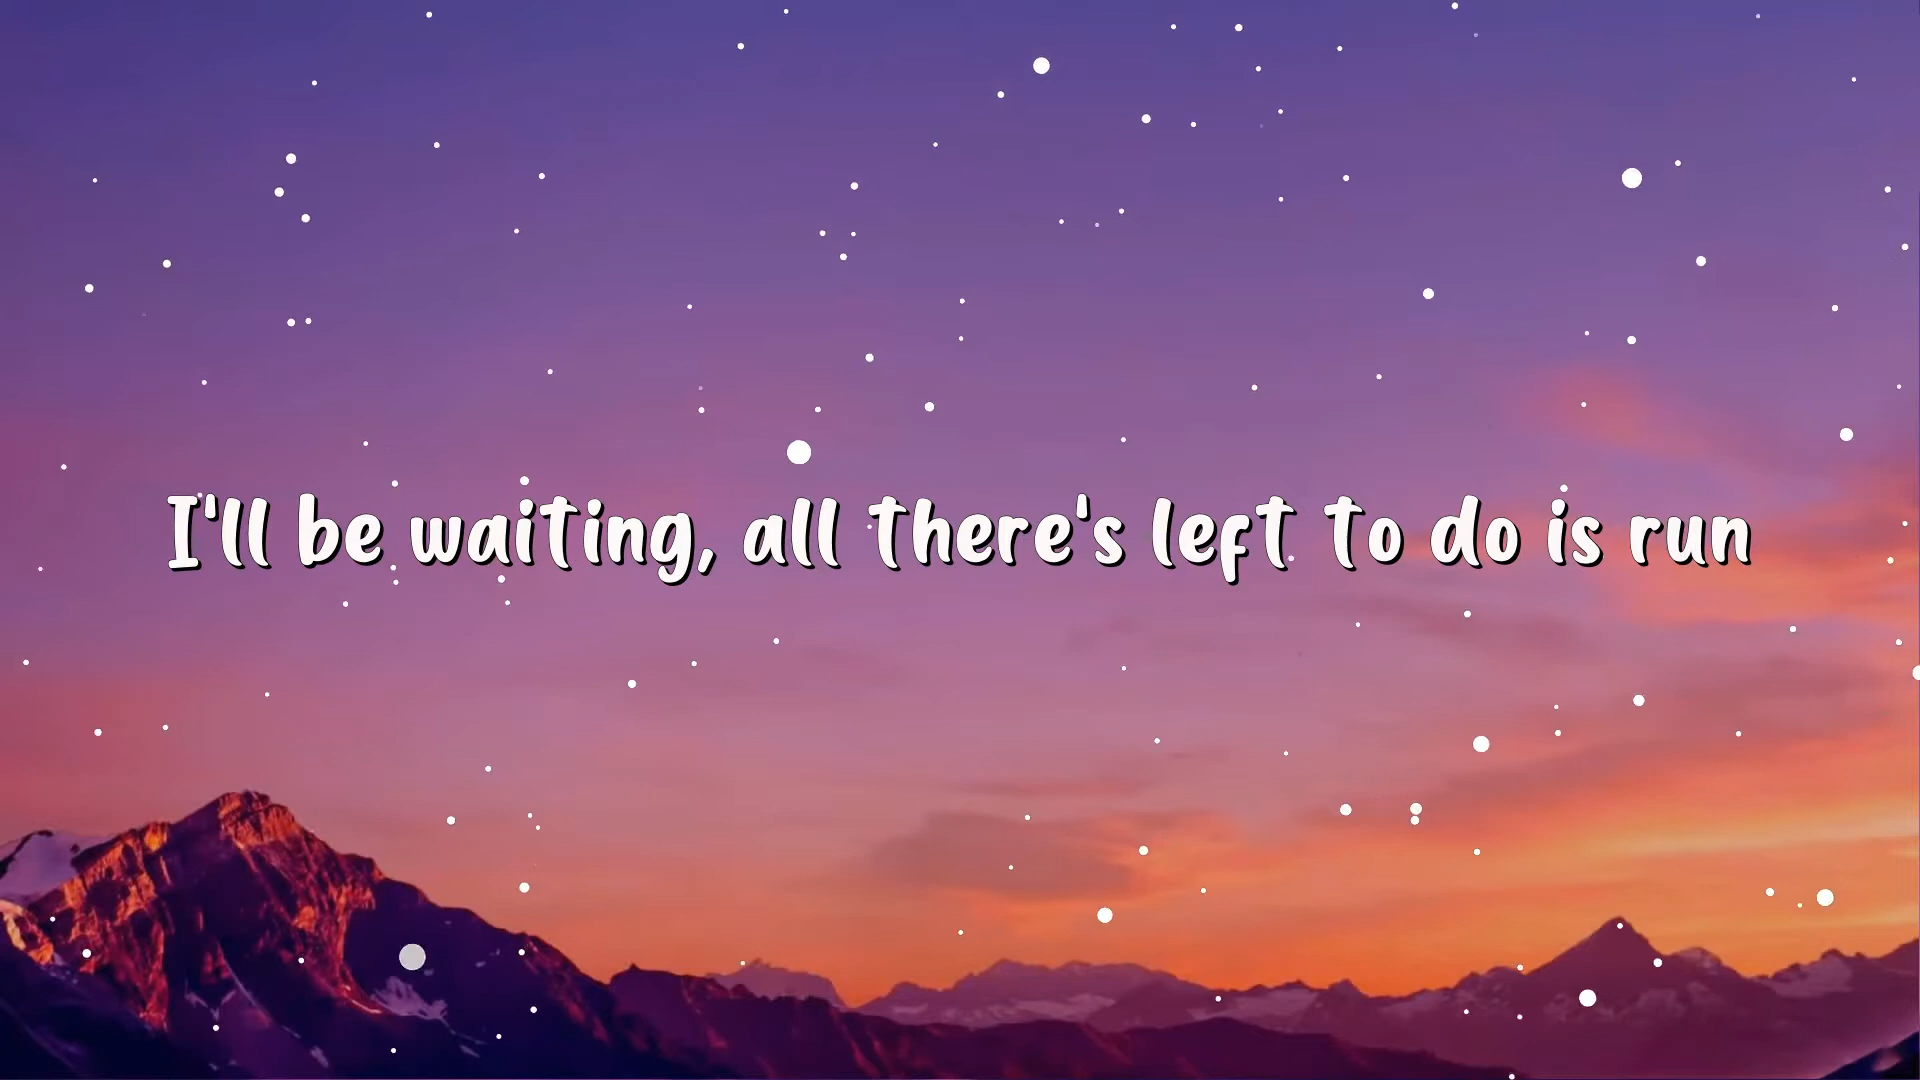 I'll be waiting, all there's left to do is run